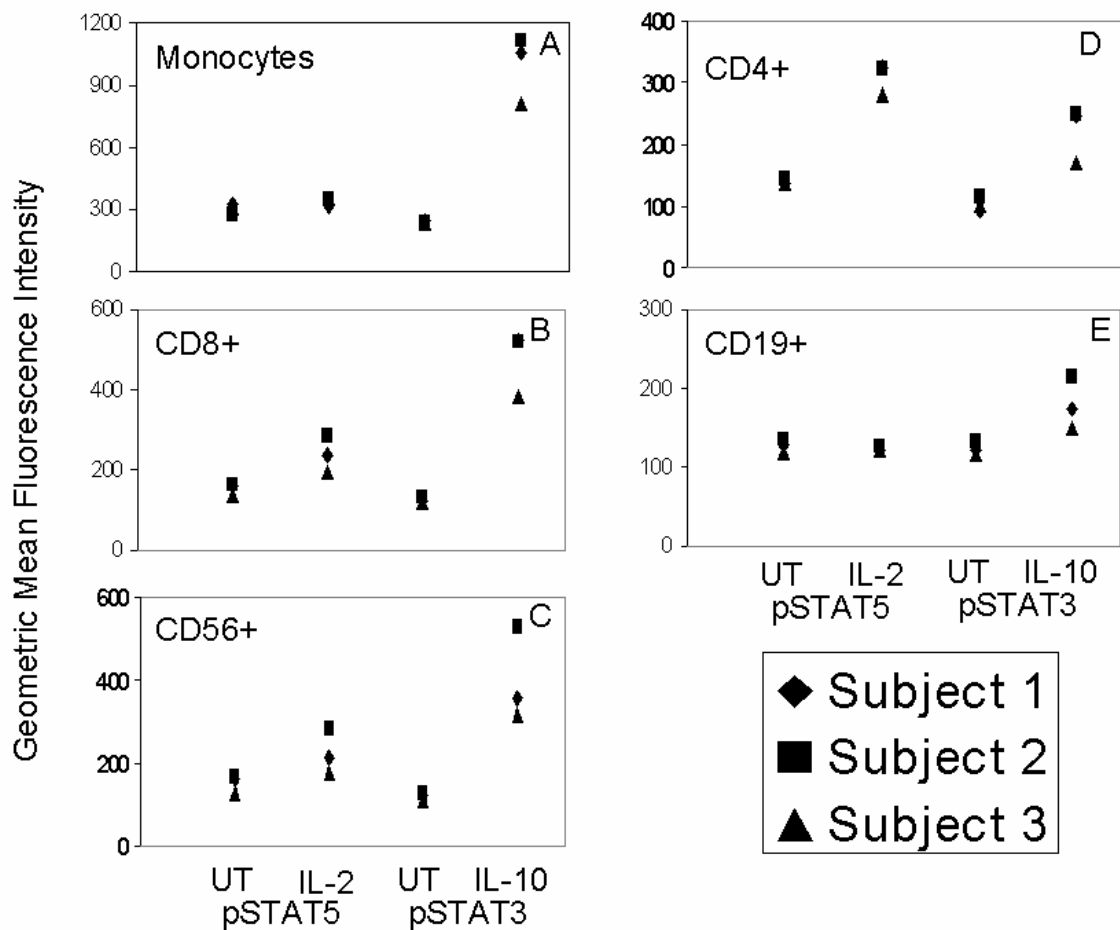 Geometric Mean Fluorescence Intensity
Monocytes
A
1200
900
600
300
0
CD8+
B
600
400
200
0
CD56+
C
600
400
200
0
UT IL-2 UT IL-10
pSTAT5 pSTAT3
CD4+
D
400
300
200
100
0
CD19+
E
300
200
100
0
UT IL-2 UT IL-10
pSTAT5 pSTAT3
Subject 1
Subject 2
Subject 3